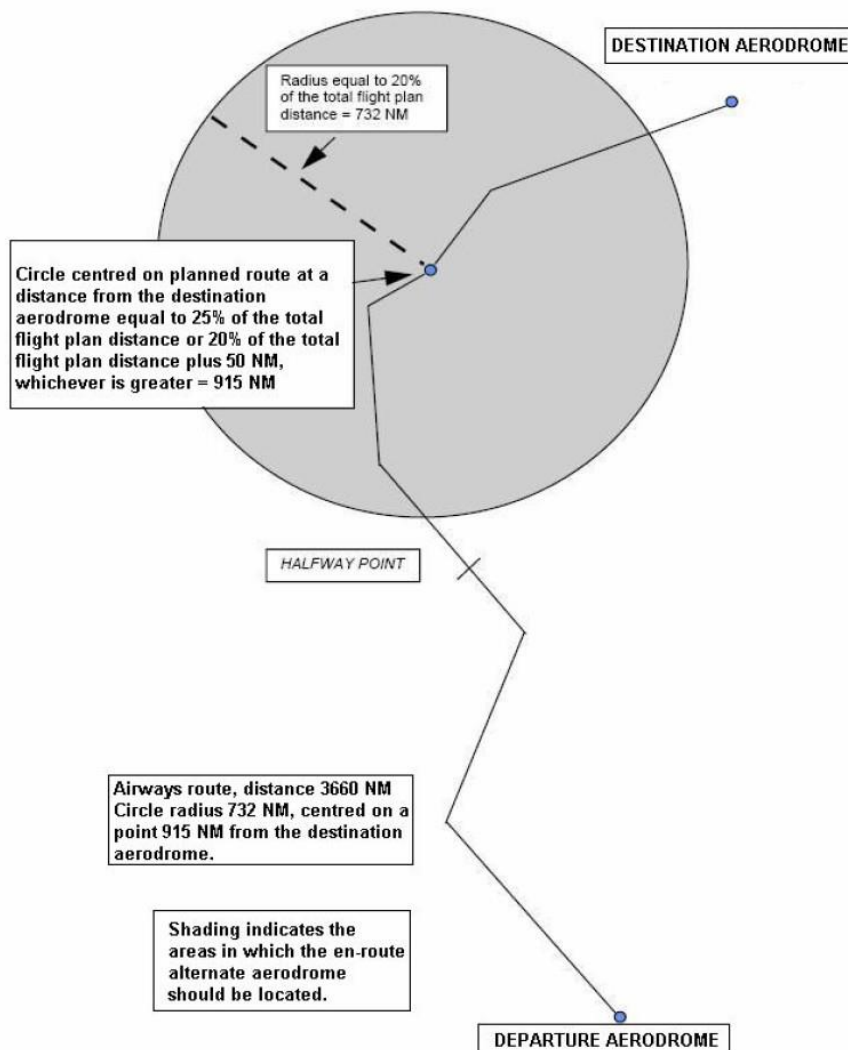 DESTINATION AERODROME
Radius equal to 20%
of the total flight plan
distance = 732 NM
Circle centred on planned route at a
distance from the destination
aerodrome equal to 25% of the total
flight plan distance or 20% of the total
flight plan distance plus 50 NM,
whichever is greater = 915 NM
HALFWAY POINT
Airways route, distance 3660 NM
Circle radius 732 NM, centred on a
point 915 NM from the destination
aerodrome.
Shading indicates the
areas in which the en-route
alternate aerodrome
should be located.
DEPARTURE AERODROME